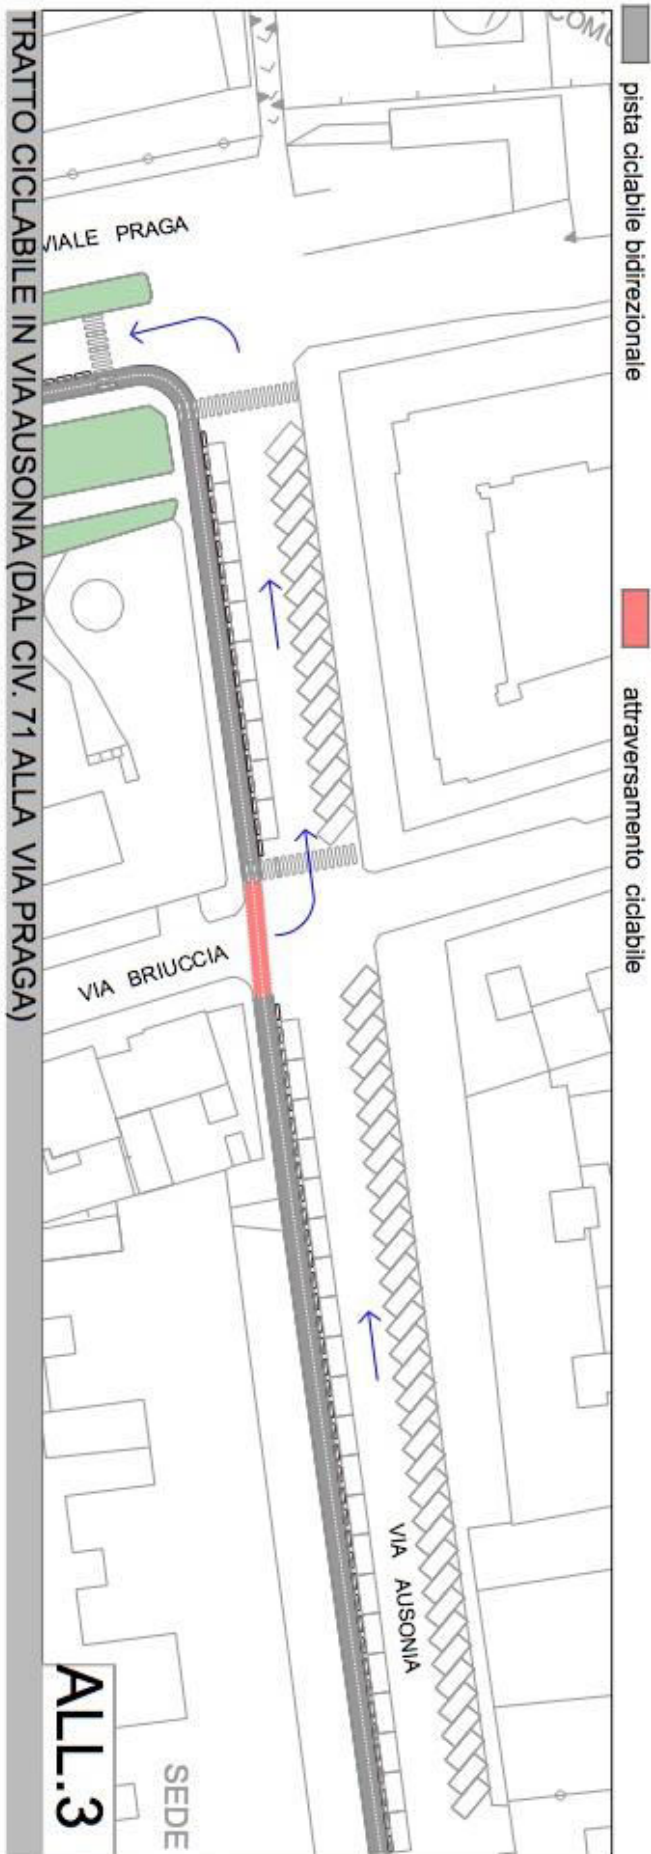 pista ciclabile bidirezionale
attraversamento ciclabile
VIALE PRAGA
VIA BRIUCCIA
VIA AUSONIA
SEDE
ALL.3
TRATTO CICLABILE IN VIA AUSONIA (DAL CIV. 71 ALLA VIA PRAGA)